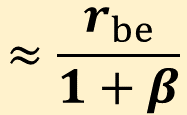 ≈ r_be / (1 + β)